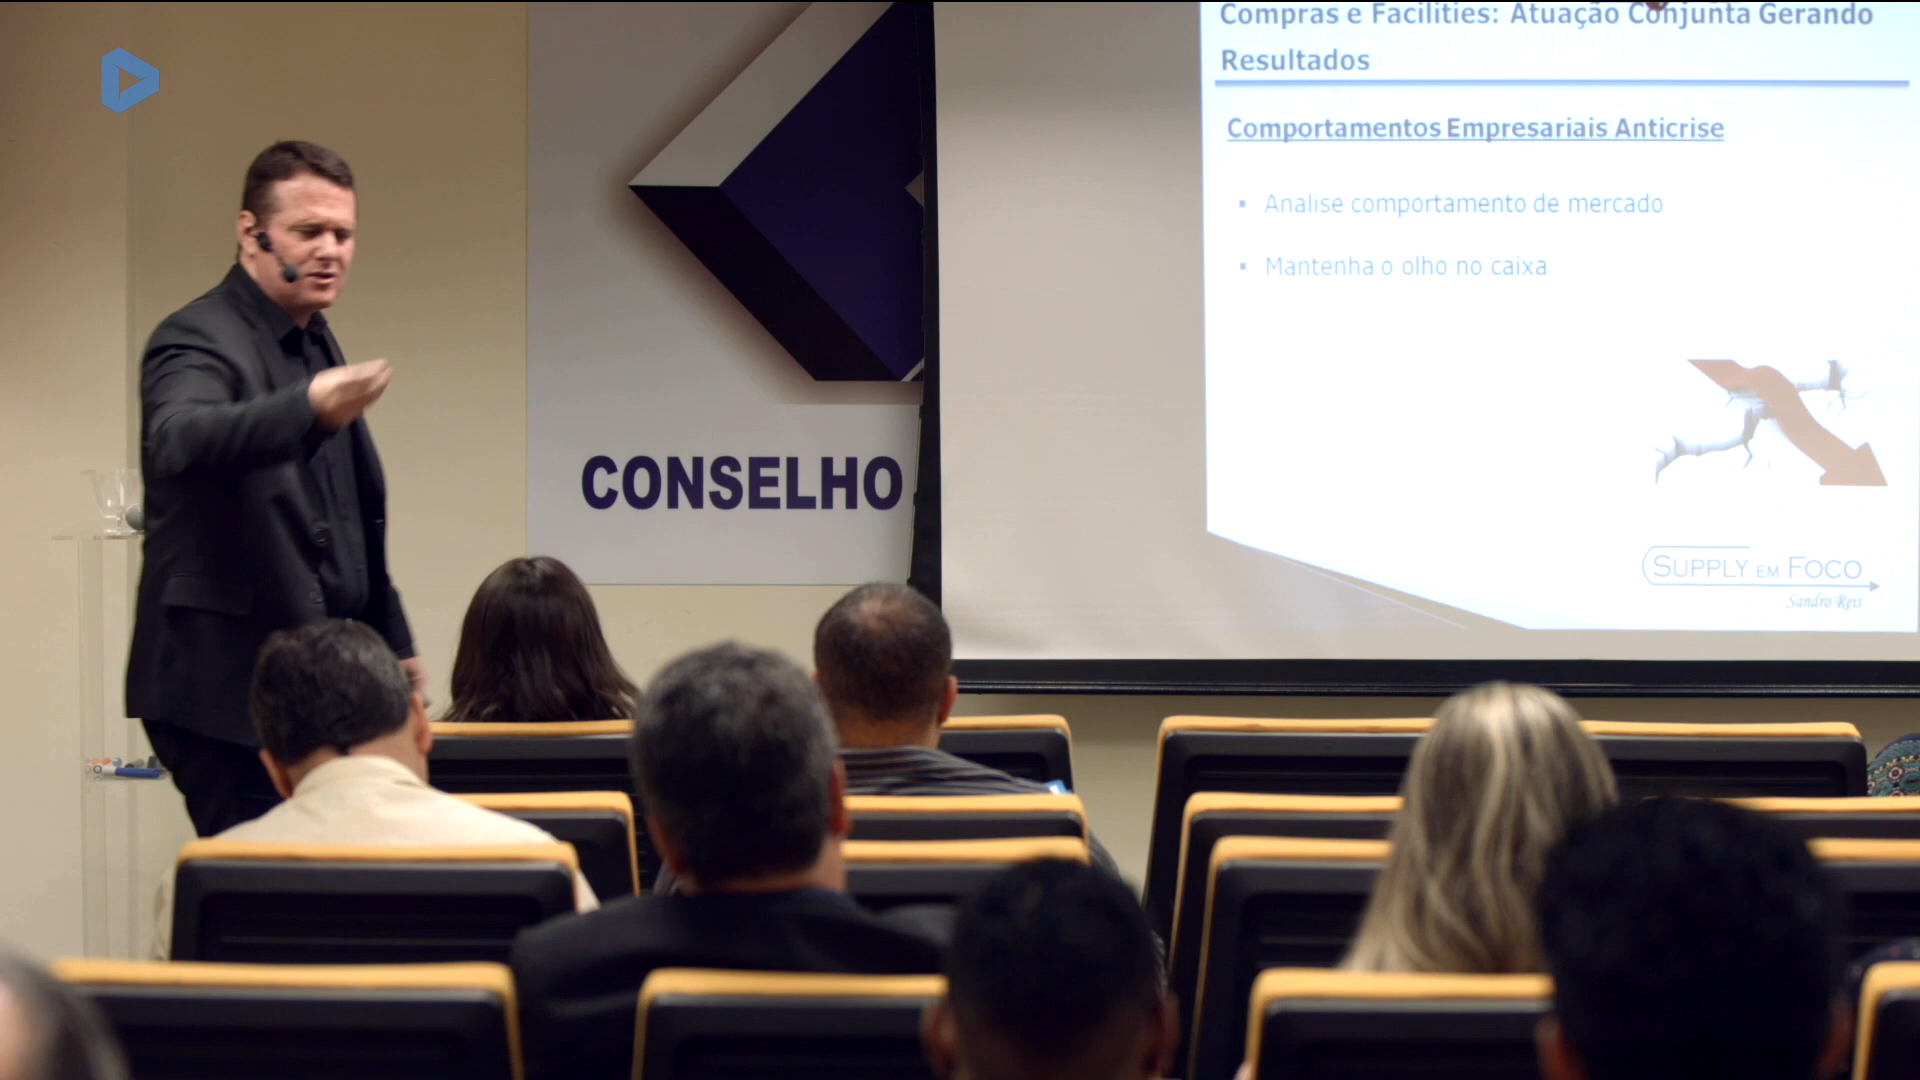 Compras e Facilities: Atuação Conjunta Gerando
Resultados
Comportamentos Empresariais Anticrise
▪ Analise comportamento de mercado
▪ Mantenha o olho no caixa
CONSELHO
SUPPLY EM FOCO
Sandro Reis